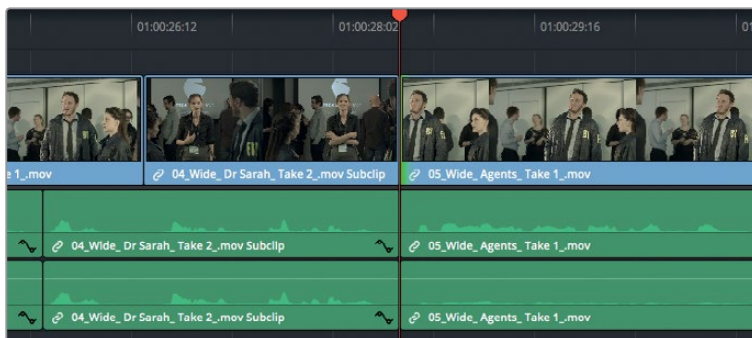 01:00:26:12 01:00:28:02 01:00:29:16 01
e 1_.mov 04_Wide_ Dr Sarah_ Take 2_.mov Subclip 05_Wide_ Agents_ Take 1_.mov
04_Wide_ Dr Sarah_ Take 2_.mov Subclip 05_Wide_ Agents_ Take 1_.mov
04_Wide_ Dr Sarah_ Take 2_.mov Subclip 05_Wide_ Agents_ Take 1_.mov